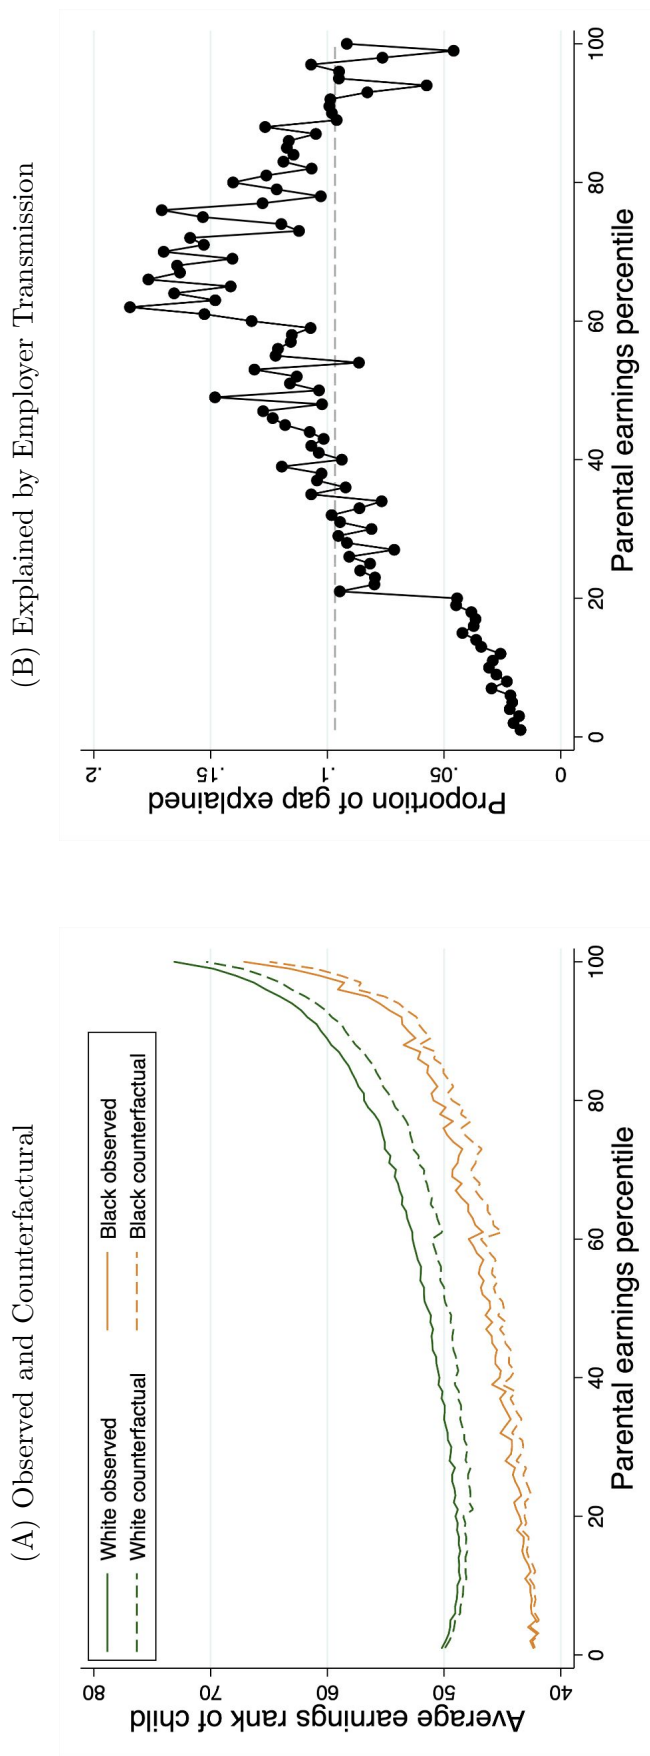 (A) Observed and Counterfactual
White observed
Black observed
White counterfactual
Black counterfactual
Average earnings rank of child
80
70
60
50
40
0
20
40
60
80
100
Parental earnings percentile
(B) Explained by Employer Transmission
Proportion of gap explained
.2
.15
.1
.05
0
0
20
40
60
80
100
Parental earnings percentile